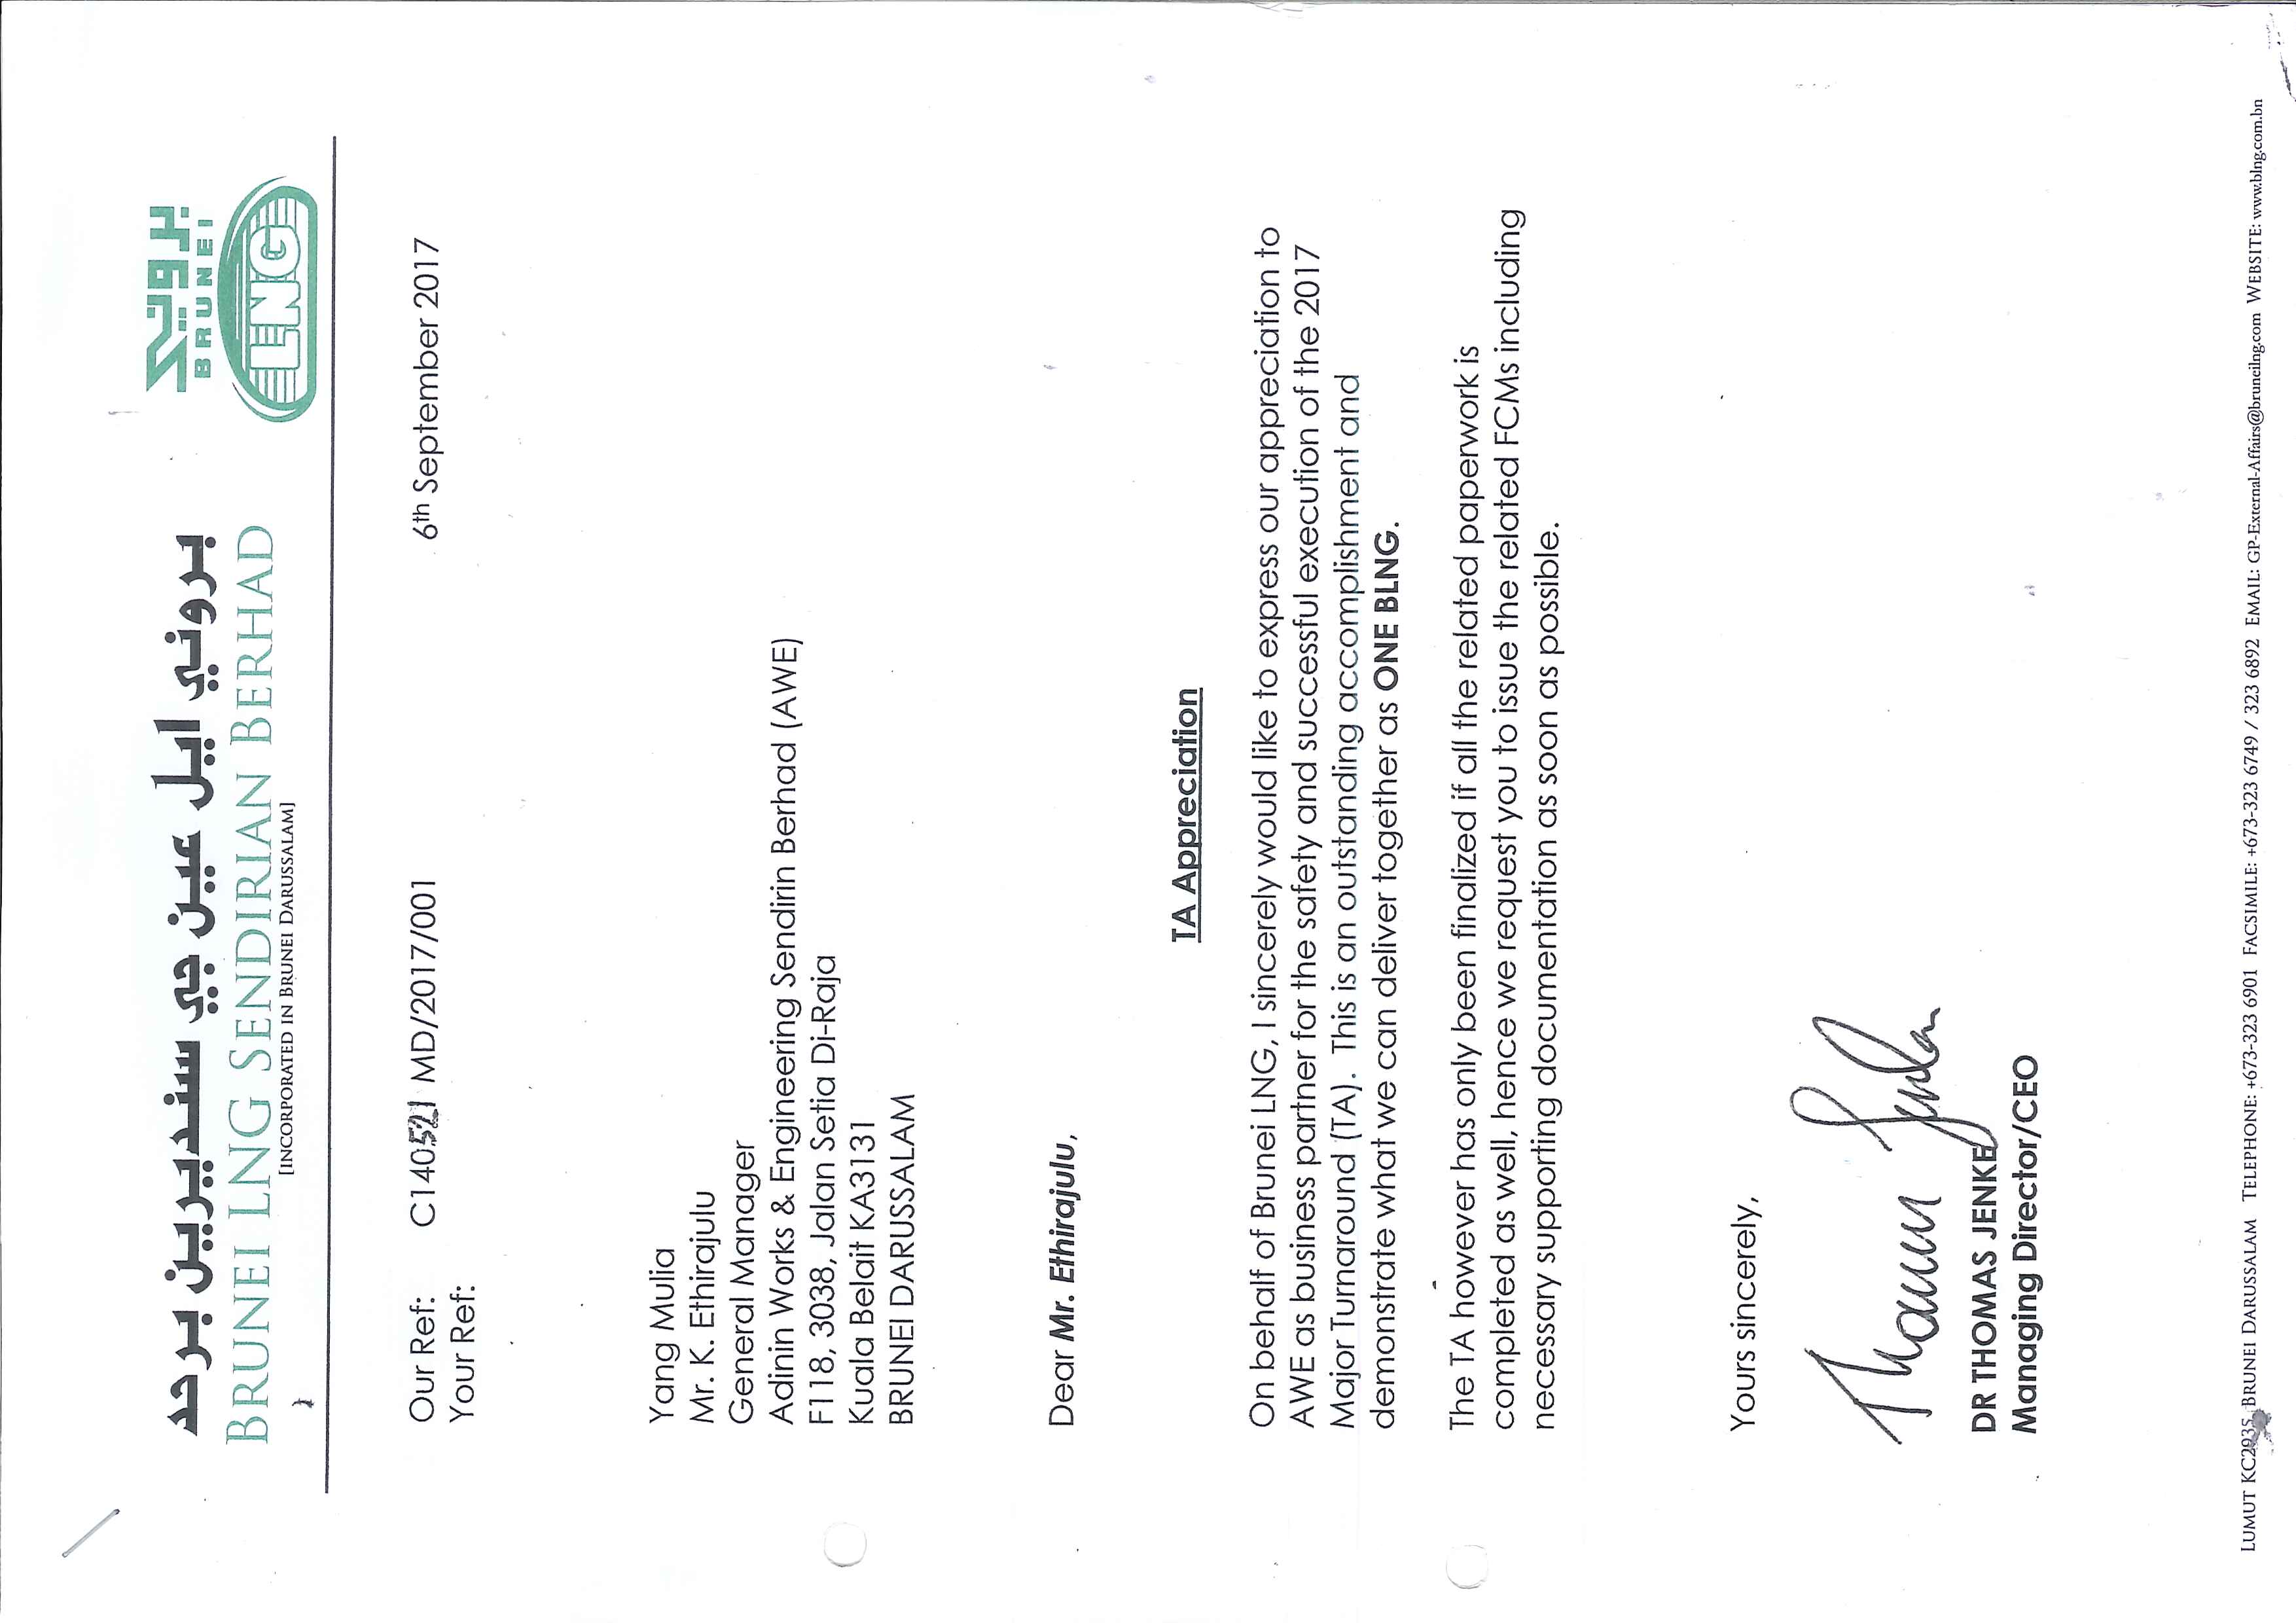 بروني ايل عين جي سنديرين برحد
BRUNEI LNG SENDIRIAN BERHAD
[INCORPORATED IN BRUNEI DARUSSALAM]
بروني
BRUNEI
LNG
Our Ref: C140521 MD/2017/001 6th September 2017
Your Ref:
Yang Mulia
Mr. K. Ethirajulu
General Manager
Adinin Works & Engineering Sendirin Berhad (AWE)
F118, 3038, Jalan Setia Di-Raja
Kuala Belait KA3131
BRUNEI DARUSSALAM
Dear Mr. Ethirajulu,
TA Appreciation
On behalf of Brunei LNG, I sincerely would like to express our appreciation to
AWE as business partner for the safety and successful execution of the 2017
Major Turnaround (TA). This is an outstanding accomplishment and
demonstrate what we can deliver together as ONE BLNG.
The TA however has only been finalized if all the related paperwork is
completed as well, hence we request you to issue the related FCMs including
necessary supporting documentation as soon as possible.
Yours sincerely,
Thomas Jenke
DR THOMAS JENKE
Managing Director/CEO
LUMUT KC2935 BRUNEI DARUSSALAM TELEPHONE: +673-323 6901 FACSIMILE: +673-323 6749 / 323 6892 EMAIL: GP-External-Affairs@bruneilng.com WEBSITE: www.blng.com.bn